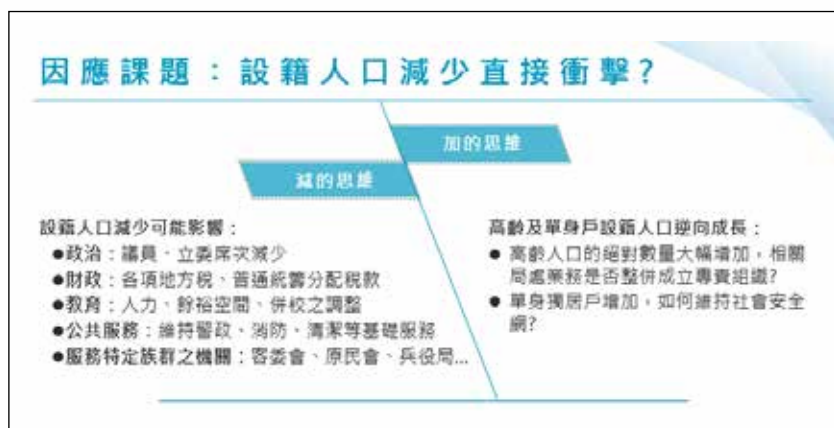 因應課題：設籍人口減少直接衝擊?
減的思維
設籍人口減少可能影響：
●政治：議員、立委席次減少
●財政：各項地方稅、普通統籌分配稅款
●教育：人力、餘裕空間、併校之調整
●公共服務：維持警政、消防、清潔等基礎服務
●服務特定族群之機關：客委會、原民會、兵役局...
加的思維
高齡及單身戶設籍人口逆向成長：
● 高齡人口的絕對數量大幅增加，相關
局處業務是否整併成立專責組織?
● 單身獨居戶增加，如何維持社會安全
網?